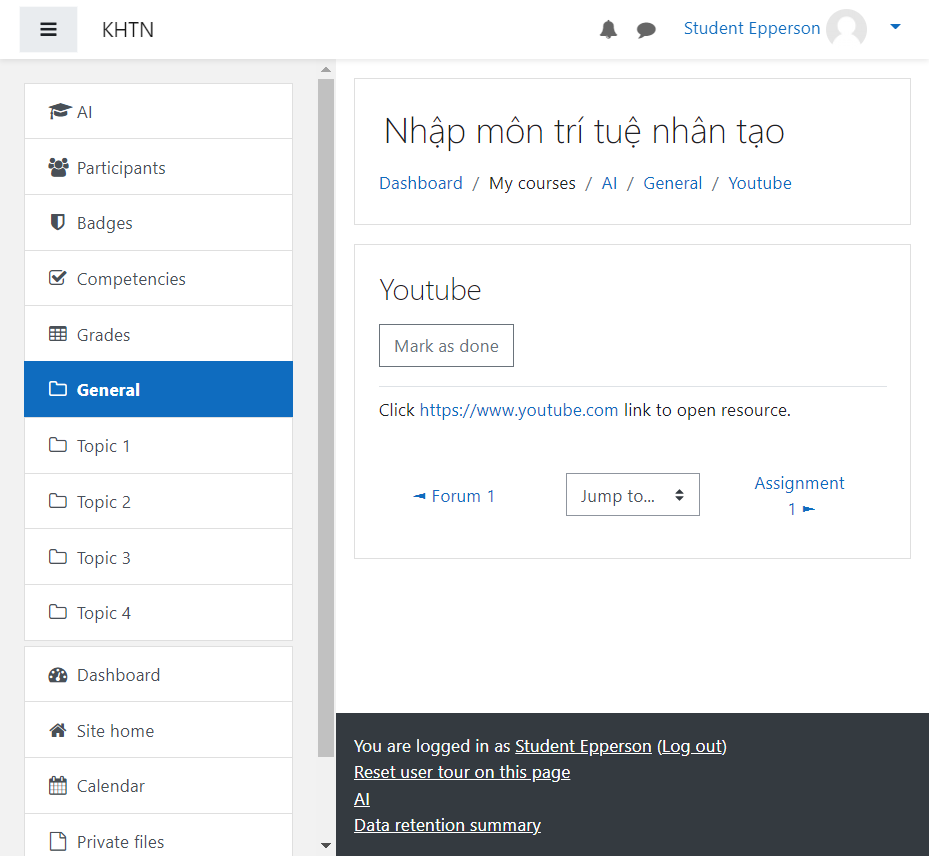 KHTN
Student Epperson
AI
Participants
Badges
Competencies
Grades
General
Topic 1
Topic 2
Topic 3
Topic 4
Dashboard
Site home
Calendar
Private files
Nhập môn trí tuệ nhân tạo
Dashboard / My courses / AI / General / Youtube
Youtube
Mark as done
Click https://www.youtube.com link to open resource.
◄ Forum 1
Jump to...
Assignment
1 ►
You are logged in as Student Epperson (Log out)
Reset user tour on this page
AI
Data retention summary